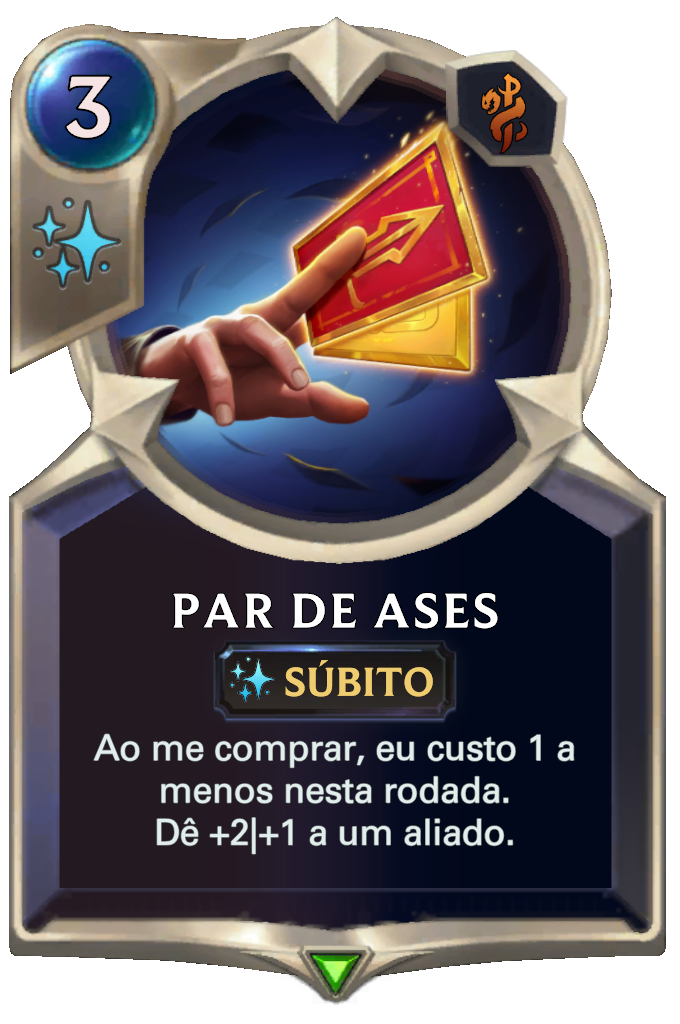 3
PAR DE ASES
SÚBITO
Ao me comprar, eu custo 1 a
menos nesta rodada.
Dê +2|+1 a um aliado.